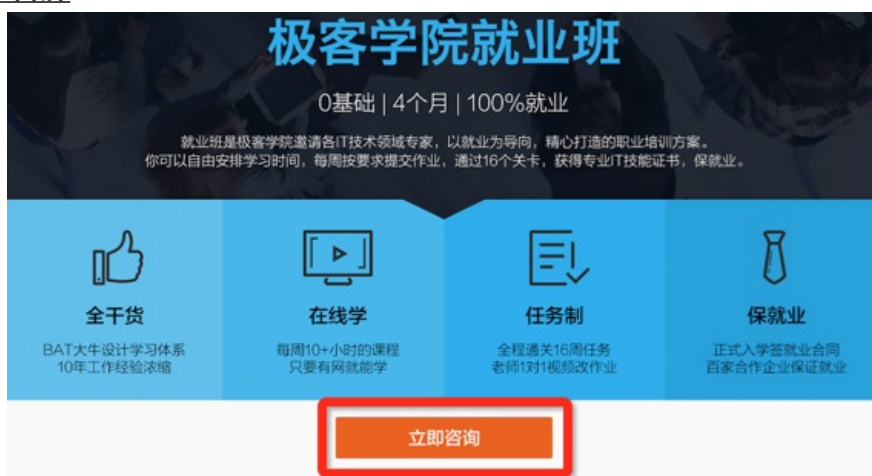 极客学院就业班
0基础 | 4个月 | 100%就业
就业班是极客学院邀请各IT技术领域专家，以就业为导向，精心打造的职业培训方案。
你可以自由安排学习时间，每周按要求提交作业，通过16个关卡，获得专业IT技能证书，保就业。
全干货
BAT大牛设计学习体系
10年工作经验浓缩
在线学
每周10+小时的课程
只要有网就能学
任务制
全程通关16周任务
老师1对1视频改作业
保就业
正式入学签就业合同
百家合作企业保证就业
立即咨询